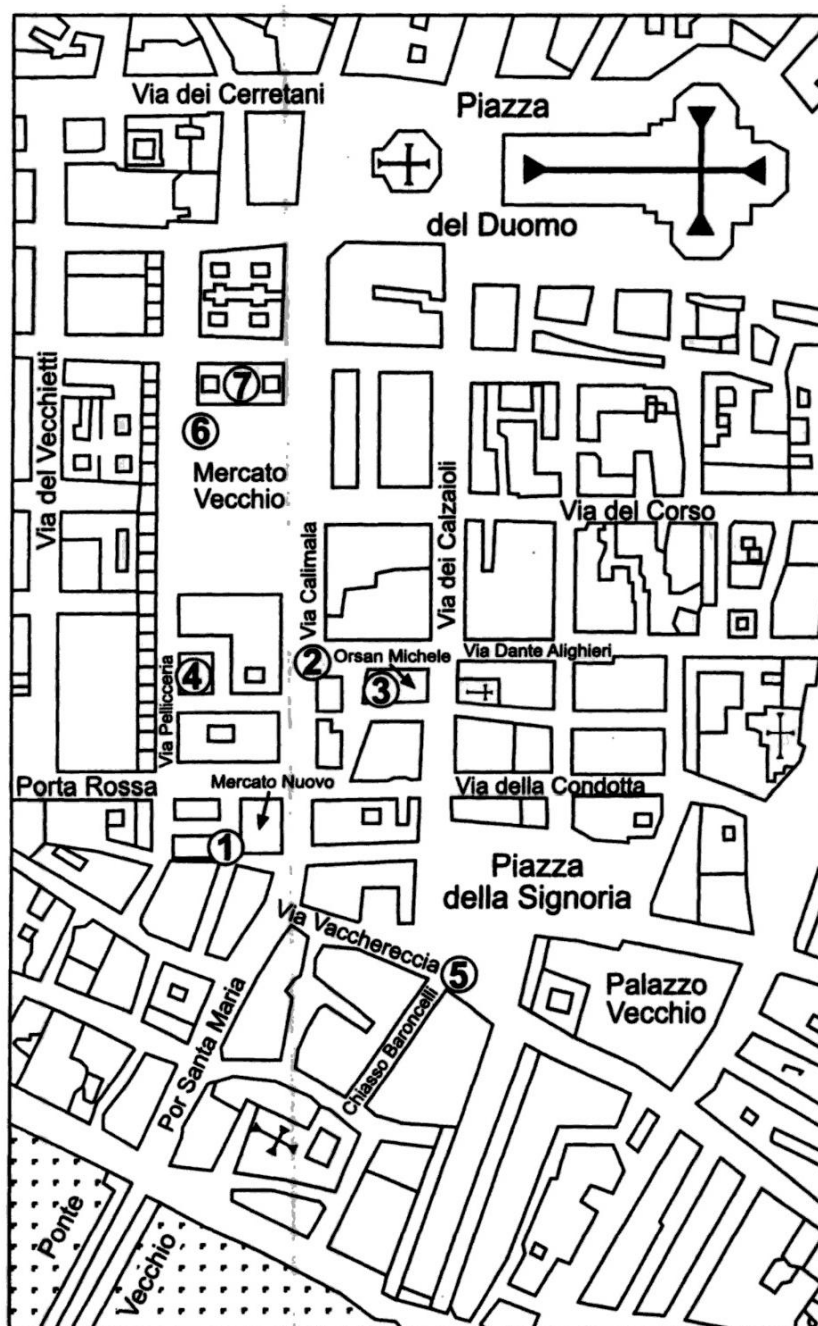 Via dei Cerretani
Piazza
del Duomo
Via del Vecchietti
7
6
Mercato
Vecchio
Via Calimala
Via dei Calzaioli
Via del Corso
2
Orsan Michele
Via Dante Alighieri
4
3
Via Pellicceria
Porta Rossa
Mercato Nuovo
Via della Condotta
1
Piazza
della Signoria
Via Vacchereccia
5
Palazzo
Vecchio
Chiasso Baroncelli
Por Santa Maria
Ponte
Vecchio